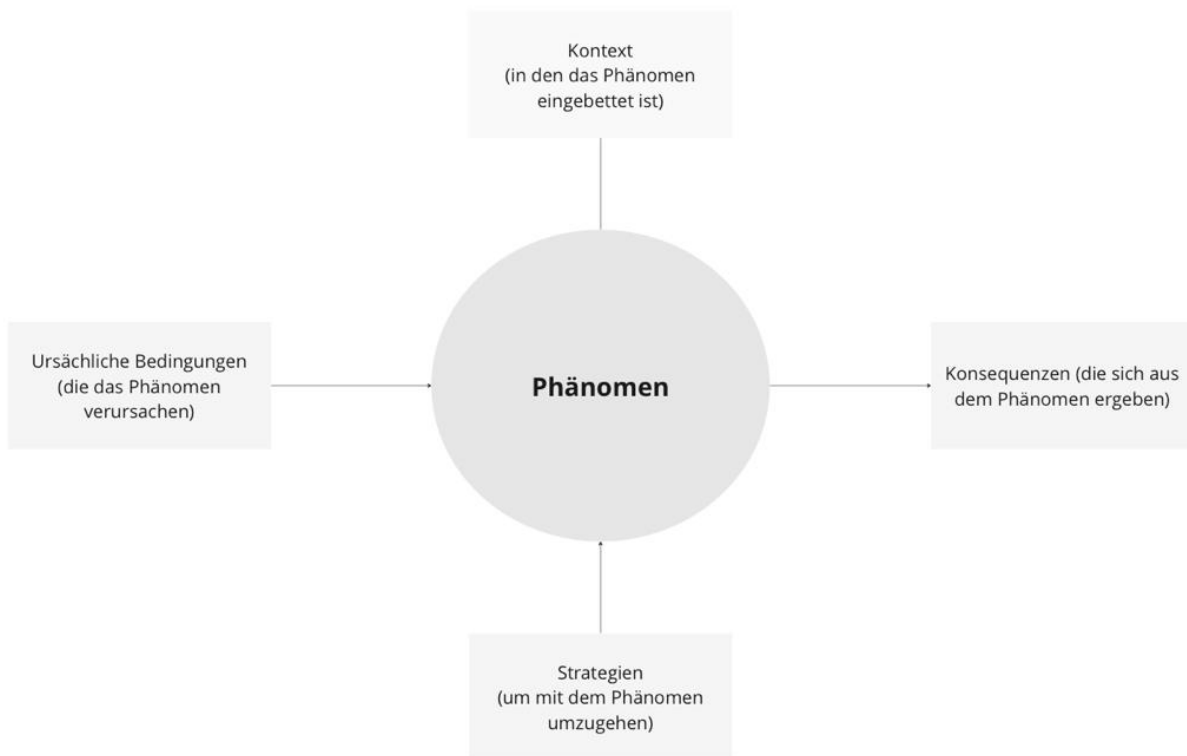 Kontext
(in den das Phänomen
eingebettet ist)
Ursächliche Bedingungen
(die das Phänomen
verursachen)
Phänomen
Konsequenzen (die sich aus
dem Phänomen ergeben)
Strategien
(um mit dem Phänomen
umzugehen)